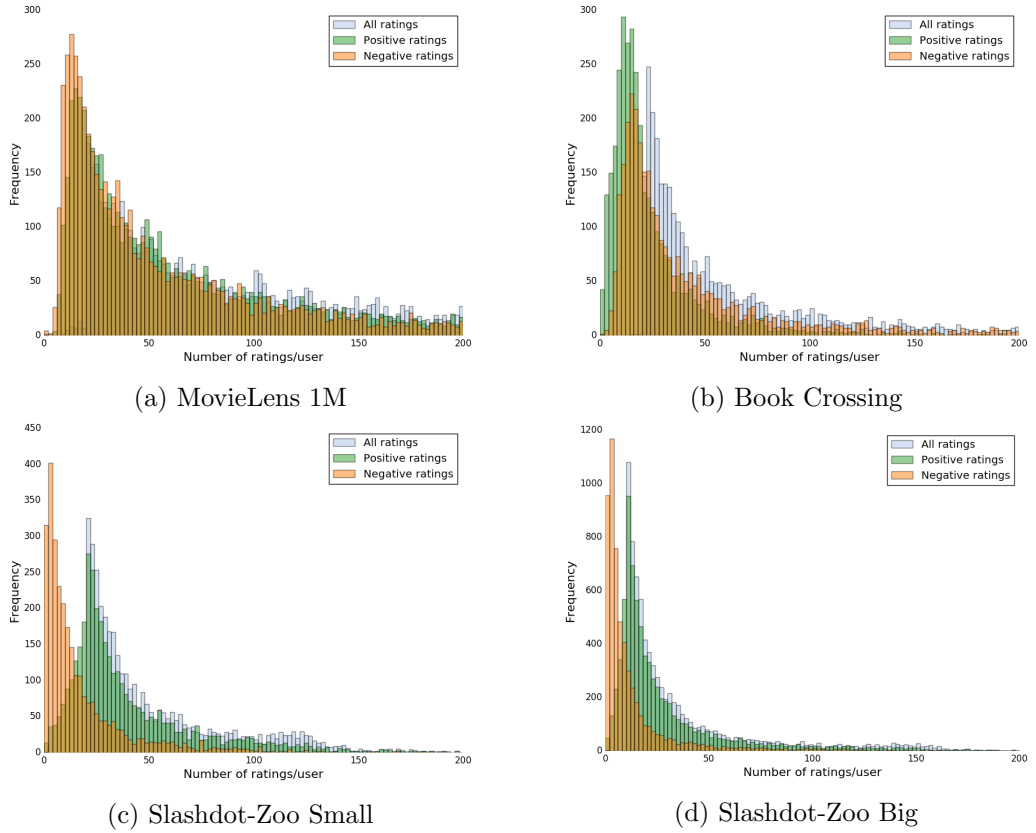 300
250
200
150
100
50
0
Frequency
All ratings
Positive ratings
Negative ratings
0
50
100
150
200
Number of ratings/user
(a) MovieLens 1M
300
250
200
150
100
50
0
Frequency
All ratings
Positive ratings
Negative ratings
0
50
100
150
200
Number of ratings/user
(b) Book Crossing
450
400
350
300
250
200
150
100
50
0
Frequency
All ratings
Positive ratings
Negative ratings
0
50
100
150
200
Number of ratings/user
(c) Slashdot-Zoo Small
1200
1000
800
600
400
200
0
Frequency
All ratings
Positive ratings
Negative ratings
0
50
100
150
200
Number of ratings/user
(d) Slashdot-Zoo Big